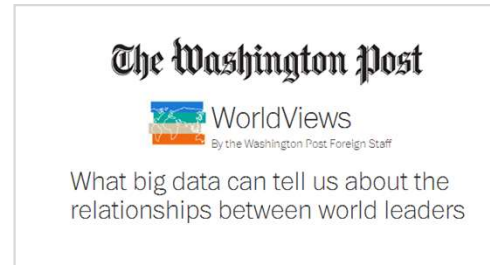 The Washington Post
WorldViews
By the Washington Post Foreign Staff
What big data can tell us about the
relationships between world leaders